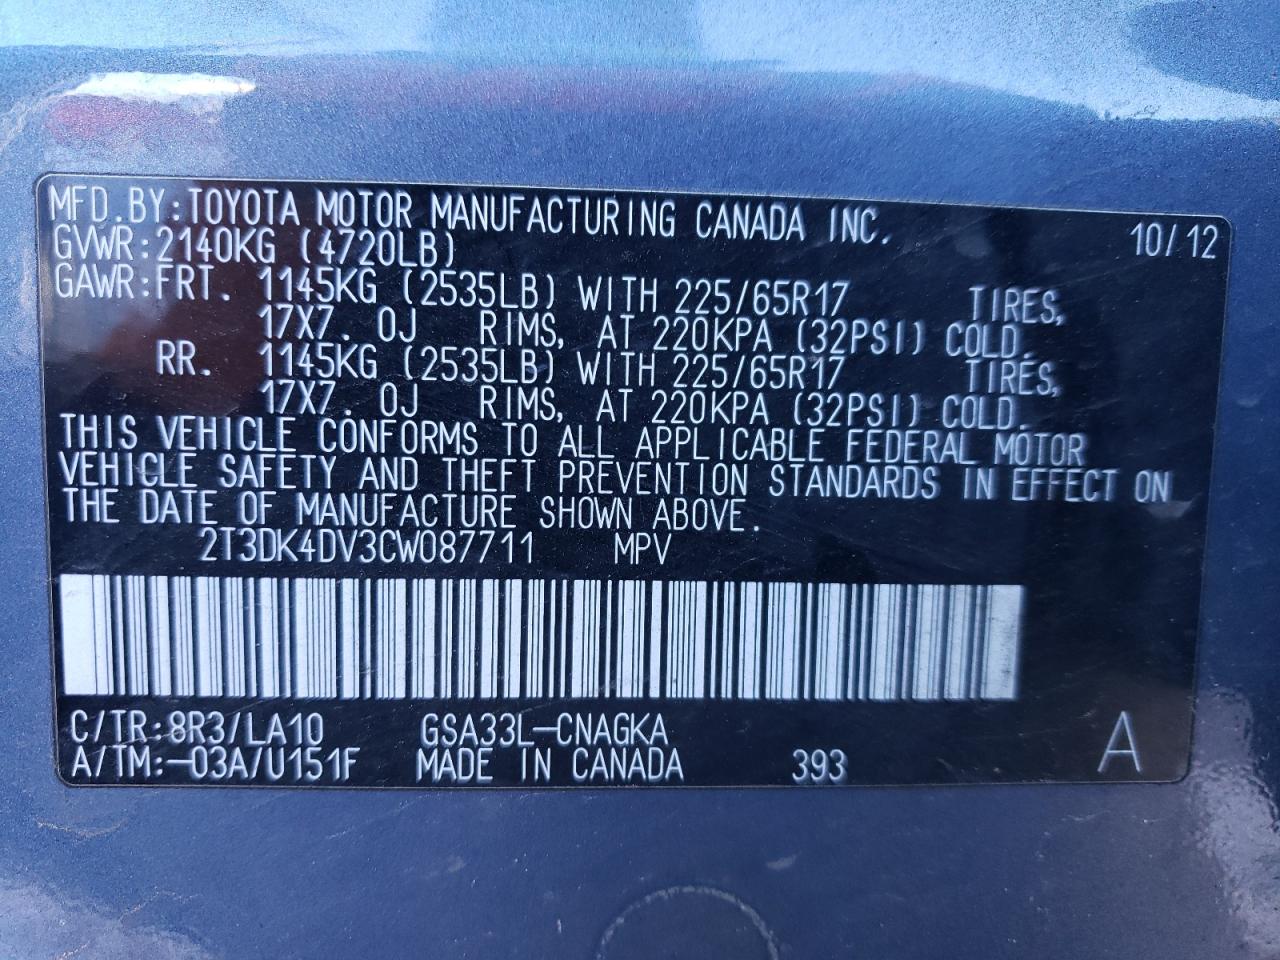 MFD.BY:TOYOTA MOTOR MANUFACTURING CANADA INC. 10/12
GVWR:2140KG (4720LB)
GAWR:FRT. 1145KG (2535LB) WITH 225/65R17 TIRES,
17X7.0J RIMS, AT 220KPA (32PSI) COLD.
RR. 1145KG (2535LB) WITH 225/65R17 TIRES,
17X7.0J RIMS, AT 220KPA (32PSI) COLD.
THIS VEHICLE CONFORMS TO ALL APPLICABLE FEDERAL MOTOR
VEHICLE SAFETY AND THEFT PREVENTION STANDARDS IN EFFECT ON
THE DATE OF MANUFACTURE SHOWN ABOVE.
2T3DK4DV3CW087711 MPV
C/TR:8R3/LA10 GSA33L-CNAGKA
A/TM:-03A/U151F MADE IN CANADA 393 A